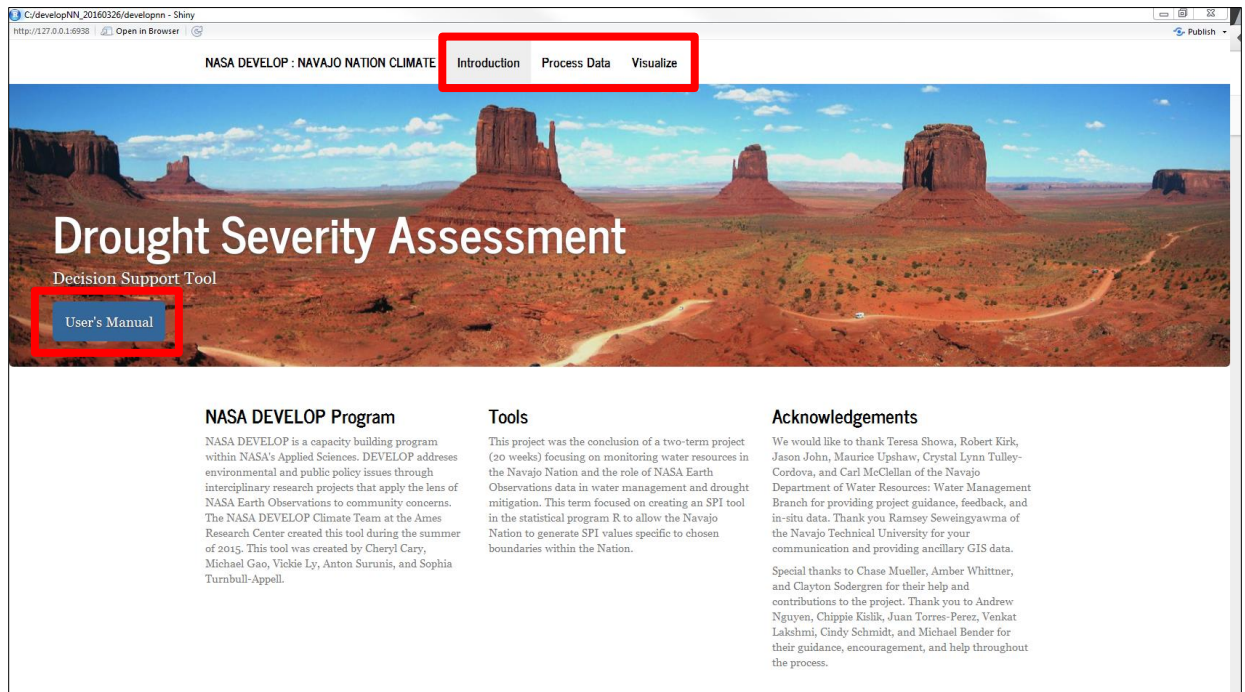 C:/developNN_20160326/developnn - Shiny
http://127.0.0.1:6938 Open in Browser Publish
NASA DEVELOP : NAVAJO NATION CLIMATE Introduction Process Data Visualize
Drought Severity Assessment
Decision Support Tool
User's Manual
NASA DEVELOP Program
NASA DEVELOP is a capacity building program
within NASA's Applied Sciences. DEVELOP addreses
environmental and public policy issues through
interciplinary research projects that apply the lens of
NASA Earth Observations to community concerns.
The NASA DEVELOP Climate Team at the Ames
Research Center created this tool during the summer
of 2015. This tool was created by Cheryl Cary,
Michael Gao, Vickie Ly, Anton Surunis, and Sophia
Turnbull-Appell.
Tools
This project was the conclusion of a two-term project
(20 weeks) focusing on monitoring water resources in
the Navajo Nation and the role of NASA Earth
Observations data in water management and drought
mitigation. This term focused on creating an SPI tool
in the statistical program R to allow the Navajo
Nation to generate SPI values specific to chosen
boundaries within the Nation.
Acknowledgements
We would like to thank Teresa Showa, Robert Kirk,
Jason John, Maurice Upshaw, Crystal Lynn Tulley-
Cordova, and Carl McClellan of the Navajo
Department of Water Resources: Water Management
Branch for providing project guidance, feedback, and
in-situ data. Thank you Ramsey Seweingyawma of
the Navajo Technical University for your
communication and providing ancillary GIS data.
Special thanks to Chase Mueller, Amber Whittner,
and Clayton Sodergren for their help and
contributions to the project. Thank you to Andrew
Nguyen, Chippie Kislik, Juan Torres-Perez, Venkat
Lakshmi, Cindy Schmidt, and Michael Bender for
their guidance, encouragement, and help throughout
the process.